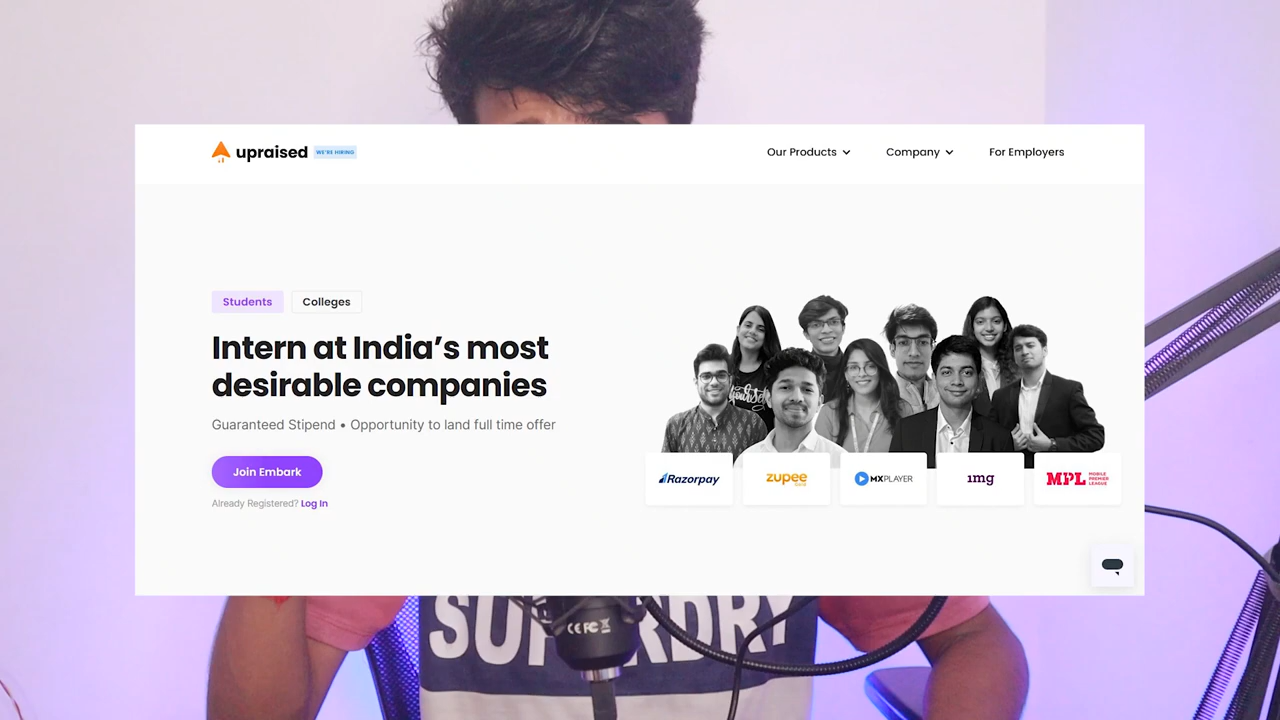 upraised WE'RE HIRING
Our Products Company For Employers
Students Colleges
Intern at India's most
desirable companies
Guaranteed Stipend • Opportunity to land full time offer
Join Embark
Already Registered? Log In
Razorpay
zupee
MXPLAYER
1mg
MPL MOBILE
PREMIER
LEAGUE
CE FC